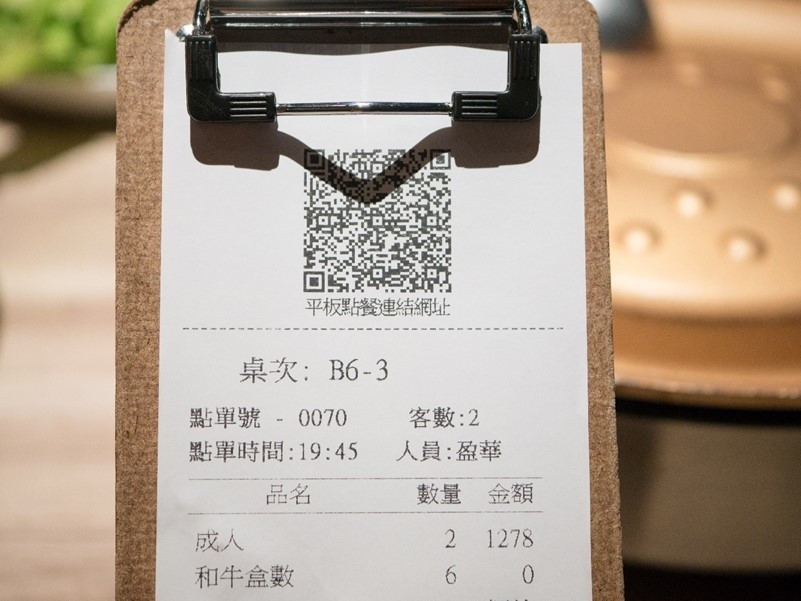 平板點餐連結網址
桌次: B6-3
點單號 - 0070 客數:2
點單時間:19:45 人員:盈華
品名 數量 金額
成人 2 1278
和牛盒數 6 0